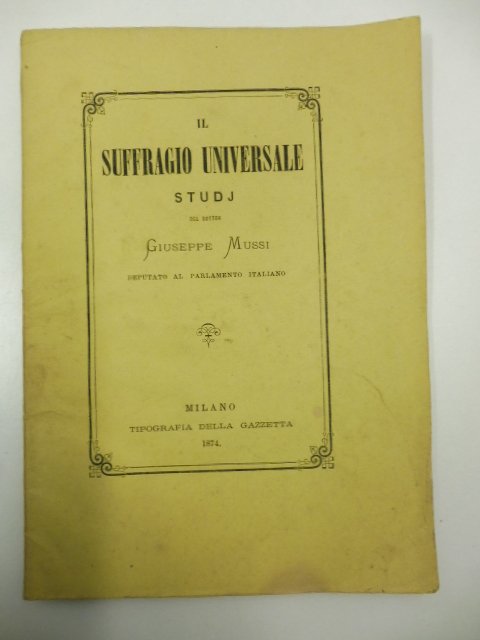 IL
SUFFRAGIO UNIVERSALE
STUDJ
DEL DOTTOR
GIUSEPPE MUSSI
DEPUTATO AL PARLAMENTO ITALIANO
MILANO
TIPOGRAFIA DELLA GAZZETTA
1874.